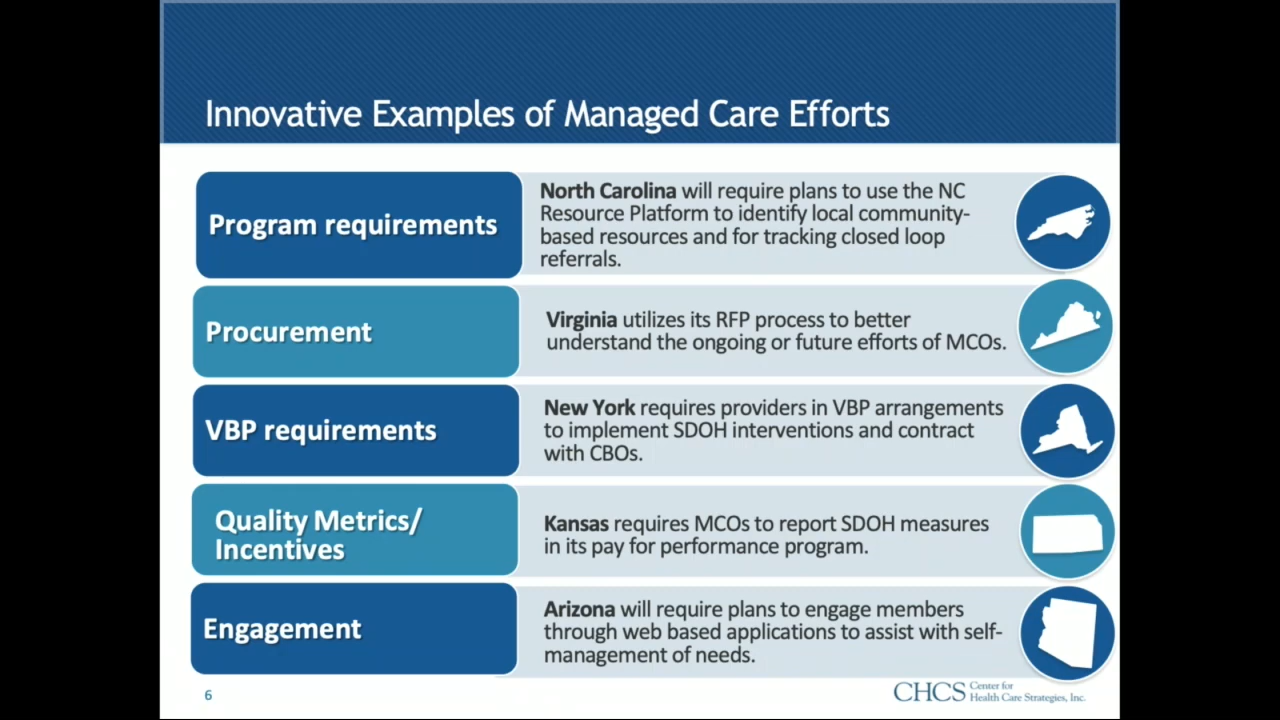 Innovative Examples of Managed Care Efforts
Program requirements
North Carolina will require plans to use the NC
Resource Platform to identify local community-
based resources and for tracking closed loop
referrals.
Procurement
Virginia utilizes its RFP process to better
understand the ongoing or future efforts of MCOs.
VBP requirements
New York requires providers in VBP arrangements
to implement SDOH interventions and contract
with CBOs.
Quality Metrics/
Incentives
Kansas requires MCOs to report SDOH measures
in its pay for performance program.
Engagement
Arizona will require plans to engage members
through web based applications to assist with self-
management of needs.
6
CHCS Center for
Health Care Strategies, Inc.